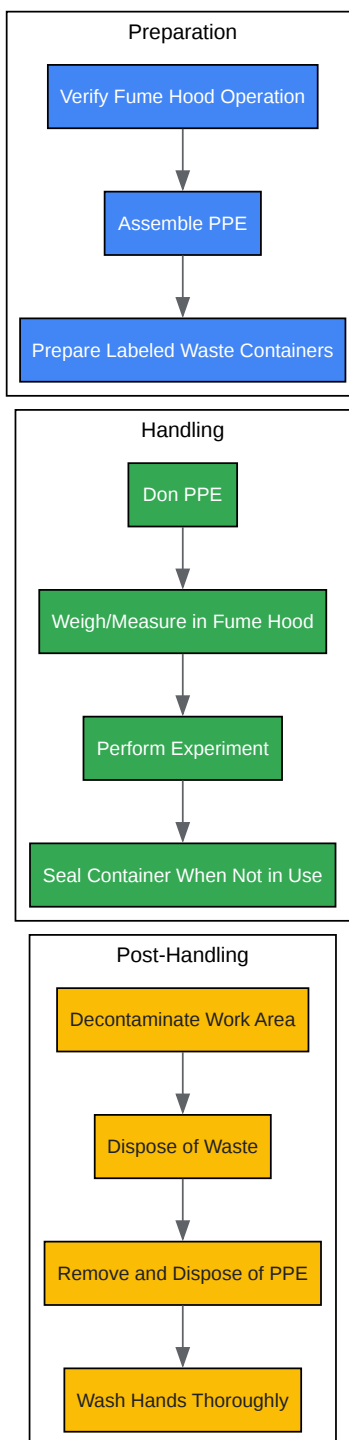 Preparation
Verify Fume Hood Operation
Assemble PPE
Prepare Labeled Waste Containers
Handling
Don PPE
Weigh/Measure in Fume Hood
Perform Experiment
Seal Container When Not in Use
Post-Handling
Decontaminate Work Area
Dispose of Waste
Remove and Dispose of PPE
Wash Hands Thoroughly